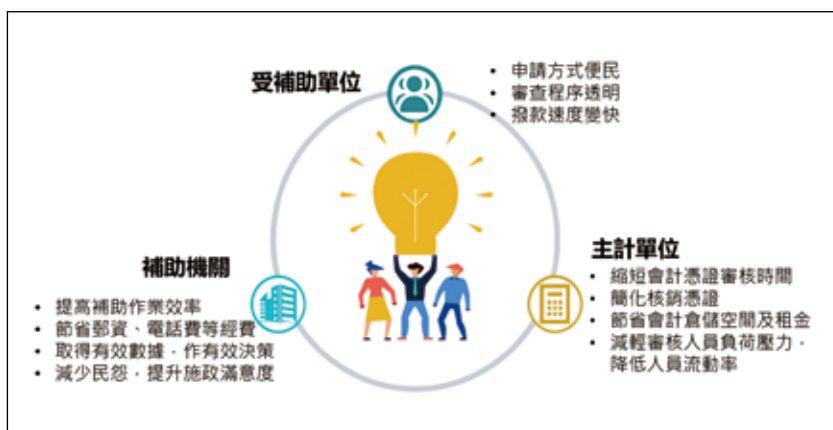 受補助單位
• 申請方式便民
• 審查程序透明
• 撥款速度變快
補助機關
• 提高補助作業效率
• 節省郵資、電話費等經費
• 取得有效數據，作有效決策
• 減少民怨，提升施政滿意度
主計單位
• 縮短會計憑證審核時間
• 簡化核銷憑證
• 節省會計倉儲空間及租金
• 減輕審核人員負荷壓力，
降低人員流動率